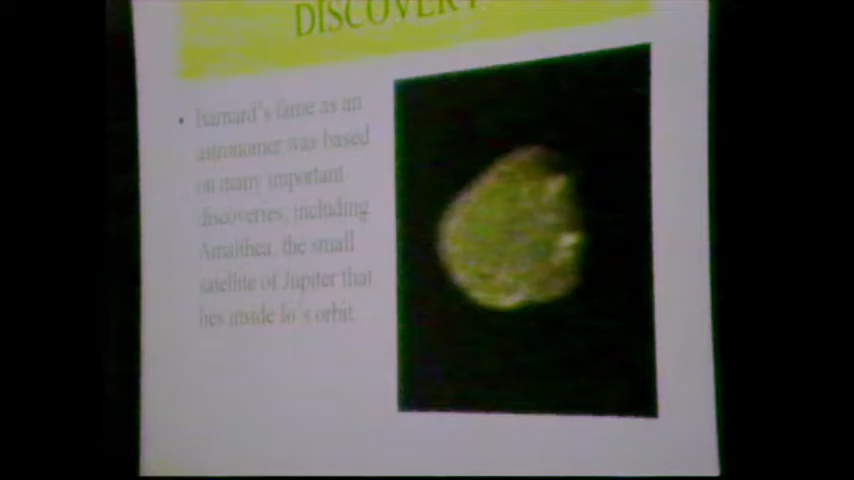 DISCOVERY
• Barnard's fame as an
astronomer was based
on many important
discoveries, including
Amalthea, the small
satellite of Jupiter that
lies inside Io's orbit